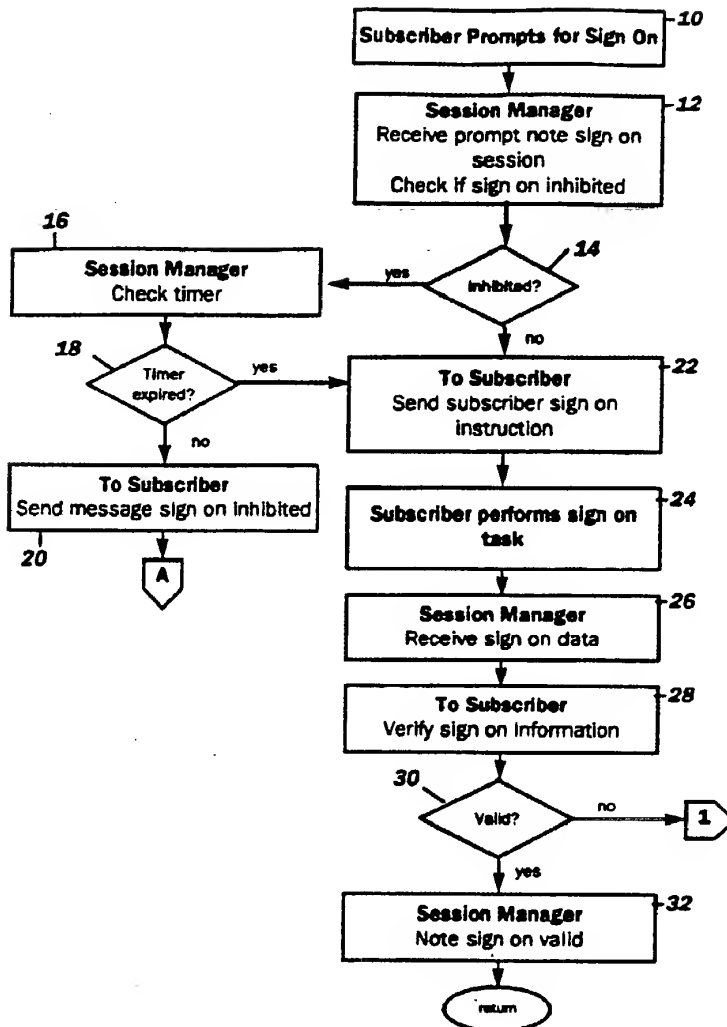 10
Subscriber Prompts for Sign On
12
Session Manager
Receive prompt note sign on
session
Check if sign on inhibited
14
Inhibited?
yes
no
16
Session Manager
Check timer
18
Timer
expired?
yes
no
20
To Subscriber
Send message sign on inhibited
A
22
To Subscriber
Send subscriber sign on
instruction
24
Subscriber performs sign on
task
26
Session Manager
Receive sign on data
28
To Subscriber
Verify sign on information
30
Valid?
no
1
yes
32
Session Manager
Note sign on valid
return